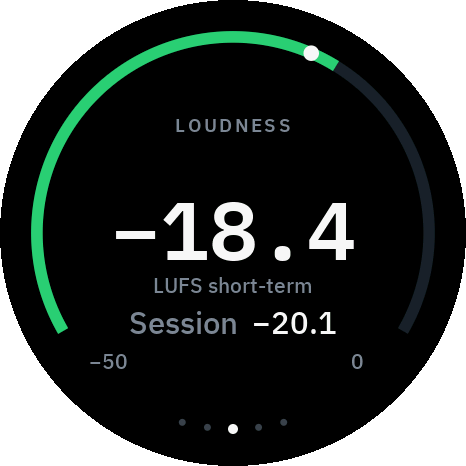 LOUDNESS
−18.4
LUFS short-term
Session −20.1
−50 0